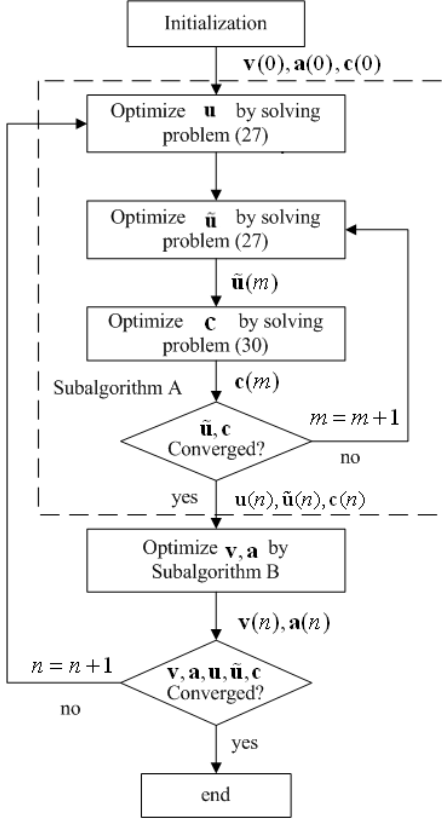 Initialization
v(0), a(0), c(0)
Optimize u by solving
problem (27)
Optimize ũ by solving
problem (27)
ũ(m)
Optimize c by solving
problem (30)
Subalgorithm A
c(m)
m = m+1
ũ, c
Converged?
no
yes
u(n), ũ(n), c(n)
Optimize v, a by
Subalgorithm B
v(n), a(n)
n = n+1
v, a, u, ũ, c
Converged?
no
yes
end